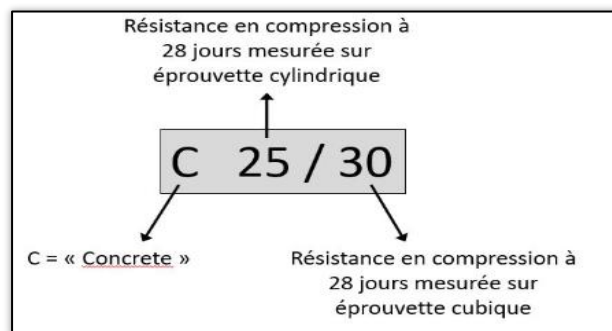 Résistance en compression à
28 jours mesurée sur
éprouvette cylindrique
C 25 / 30
C = « Concrete »
Résistance en compression à
28 jours mesurée sur
éprouvette cubique